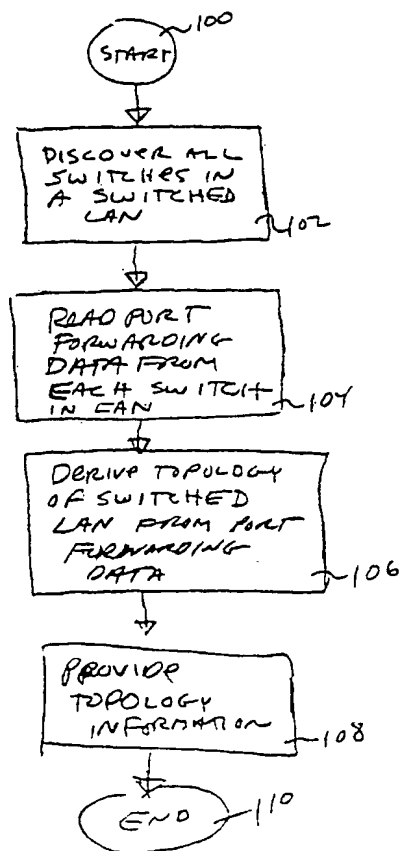 100
START
DISCOVER ALL
SWITCHES IN
A SWITCHED
LAN
102
READ PORT
FORWARDING
DATA FROM
EACH SWITCH
IN LAN
104
DERIVE TOPOLOGY
OF SWITCHED
LAN FROM PORT
FORWARDING
DATA
106
PROVIDE
TOPOLOGY
INFORMATION
108
END
110